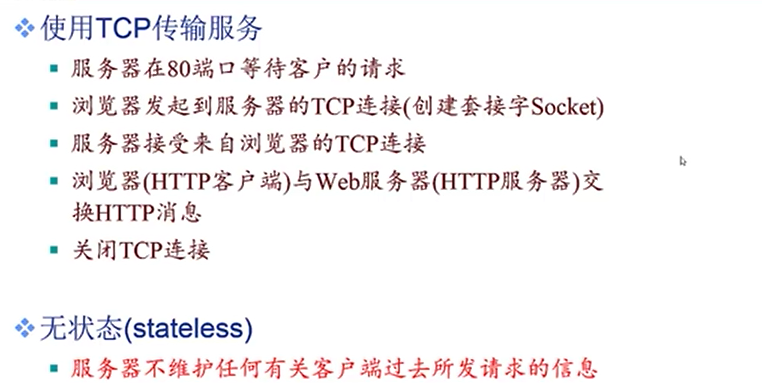 使用TCP传输服务
服务器在80端口等待客户的请求
浏览器发起到服务器的TCP连接(创建套接字Socket)
服务器接受来自浏览器的TCP连接
浏览器(HTTP客户端)与Web服务器(HTTP服务器)交
换HTTP消息
关闭TCP连接
无状态(stateless)
服务器不维护任何有关客户端过去所发请求的信息